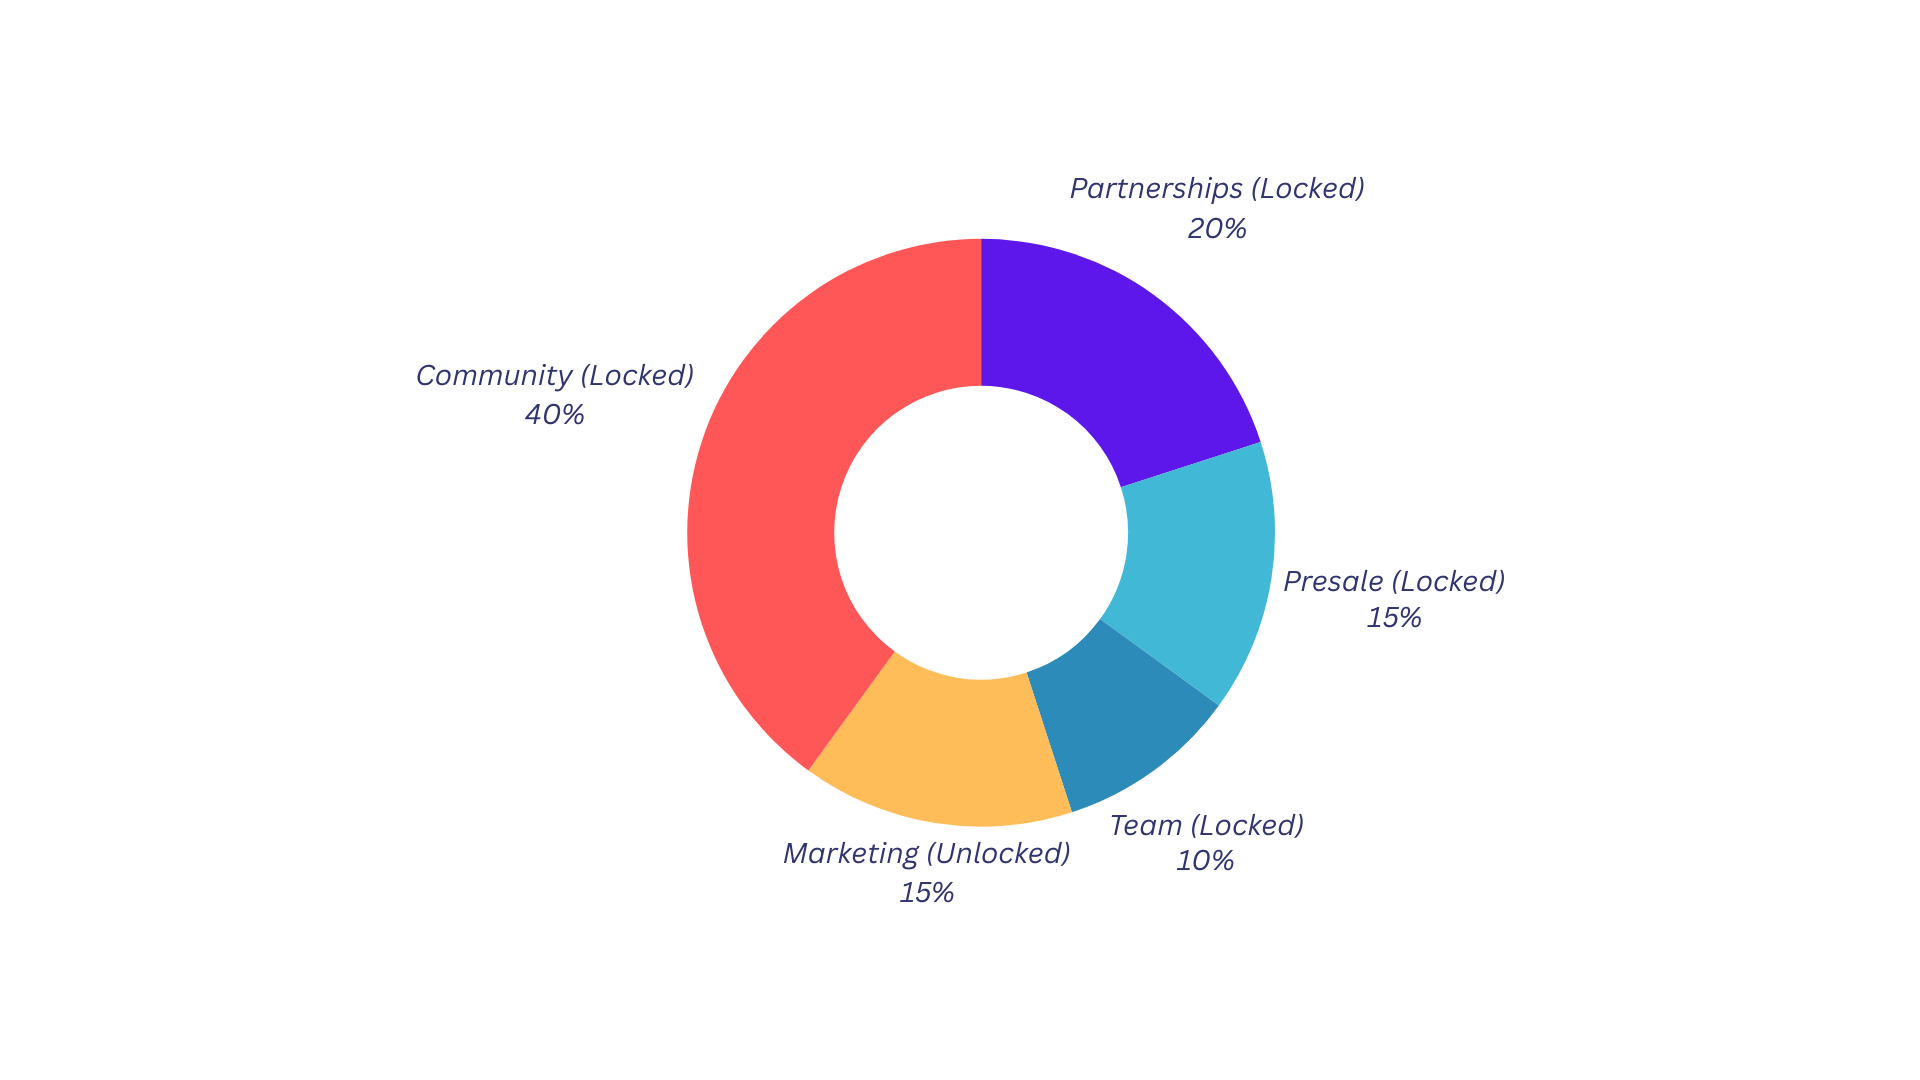 Partnerships (Locked)
20%
Community (Locked)
40%
Presale (Locked)
15%
Team (Locked)
10%
Marketing (Unlocked)
15%